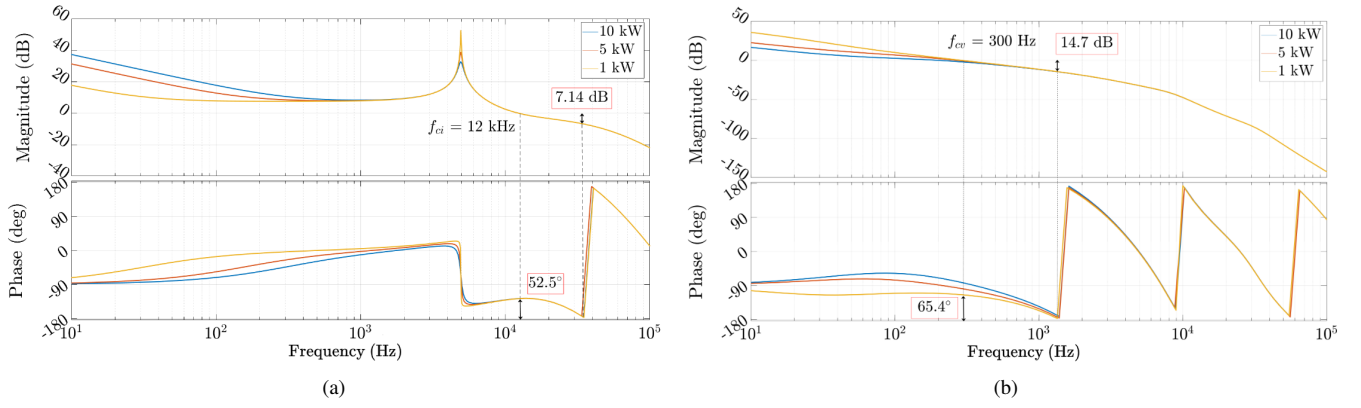 60
40
20
0
-20
-40
Magnitude (dB)
10 kW
5 kW
1 kW
7.14 dB
f_ci = 12 kHz
180
90
0
-90
-180
Phase (deg)
52.5°
10^1
10^2
10^3
10^4
10^5
Frequency (Hz)
(a)
50
0
-50
-100
-150
Magnitude (dB)
f_cv = 300 Hz
14.7 dB
10 kW
5 kW
1 kW
180
90
0
-90
-180
Phase (deg)
65.4°
10^1
10^2
10^3
10^4
10^5
Frequency (Hz)
(b)